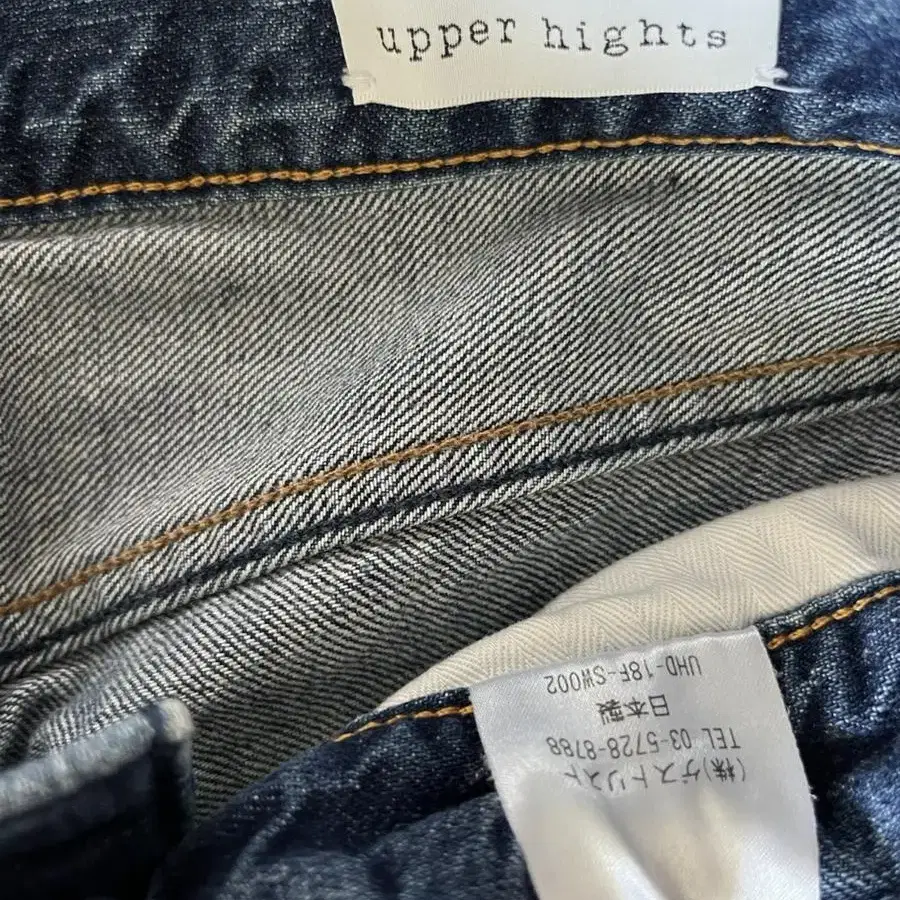 upper hights
(株)ゲストリスト
TEL 03-5728-8788
日本製
UHD-18F-SW002